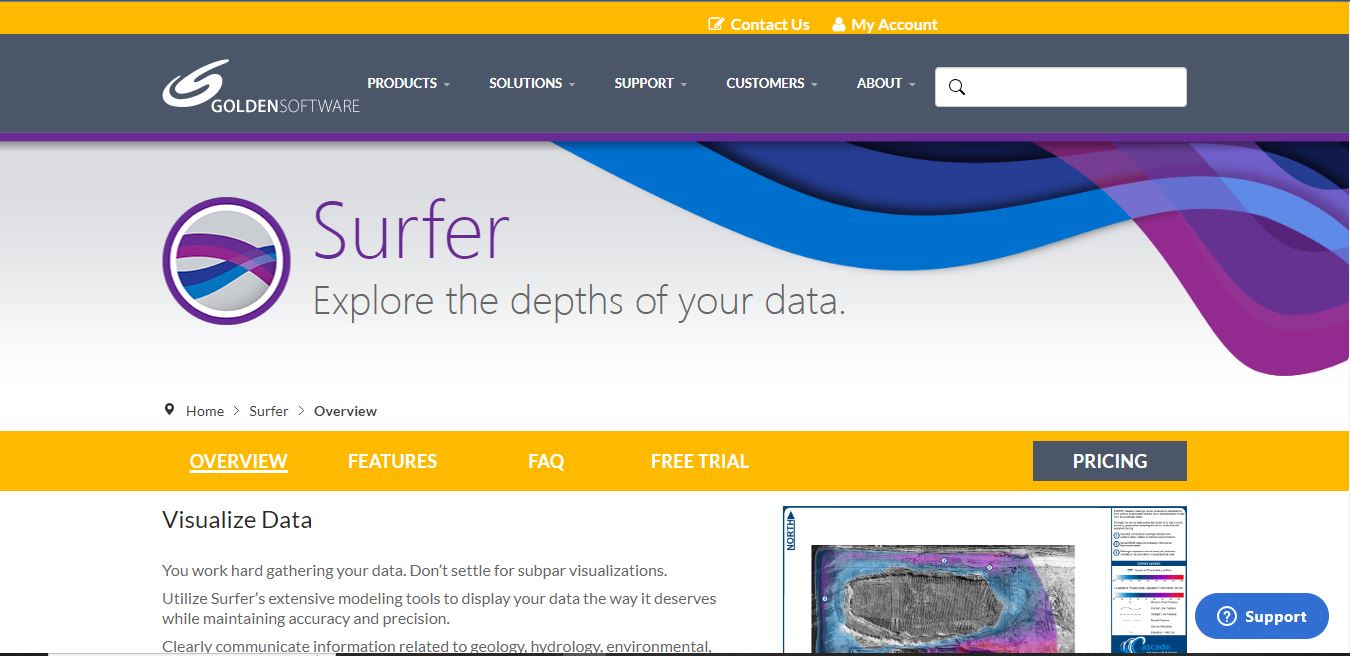 Contact Us My Account
GOLDENSOFTWARE PRODUCTS SOLUTIONS SUPPORT CUSTOMERS ABOUT
Surfer
Explore the depths of your data.
Home > Surfer > Overview
OVERVIEW FEATURES FAQ FREE TRIAL PRICING
Visualize Data
You work hard gathering your data. Don’t settle for subpar visualizations.
Utilize Surfer’s extensive modeling tools to display your data the way it deserves
while maintaining accuracy and precision.
Clearly communicate information related to geology, hydrology, environmental,
NORTH
SURFER LEGEND
cascade
Support